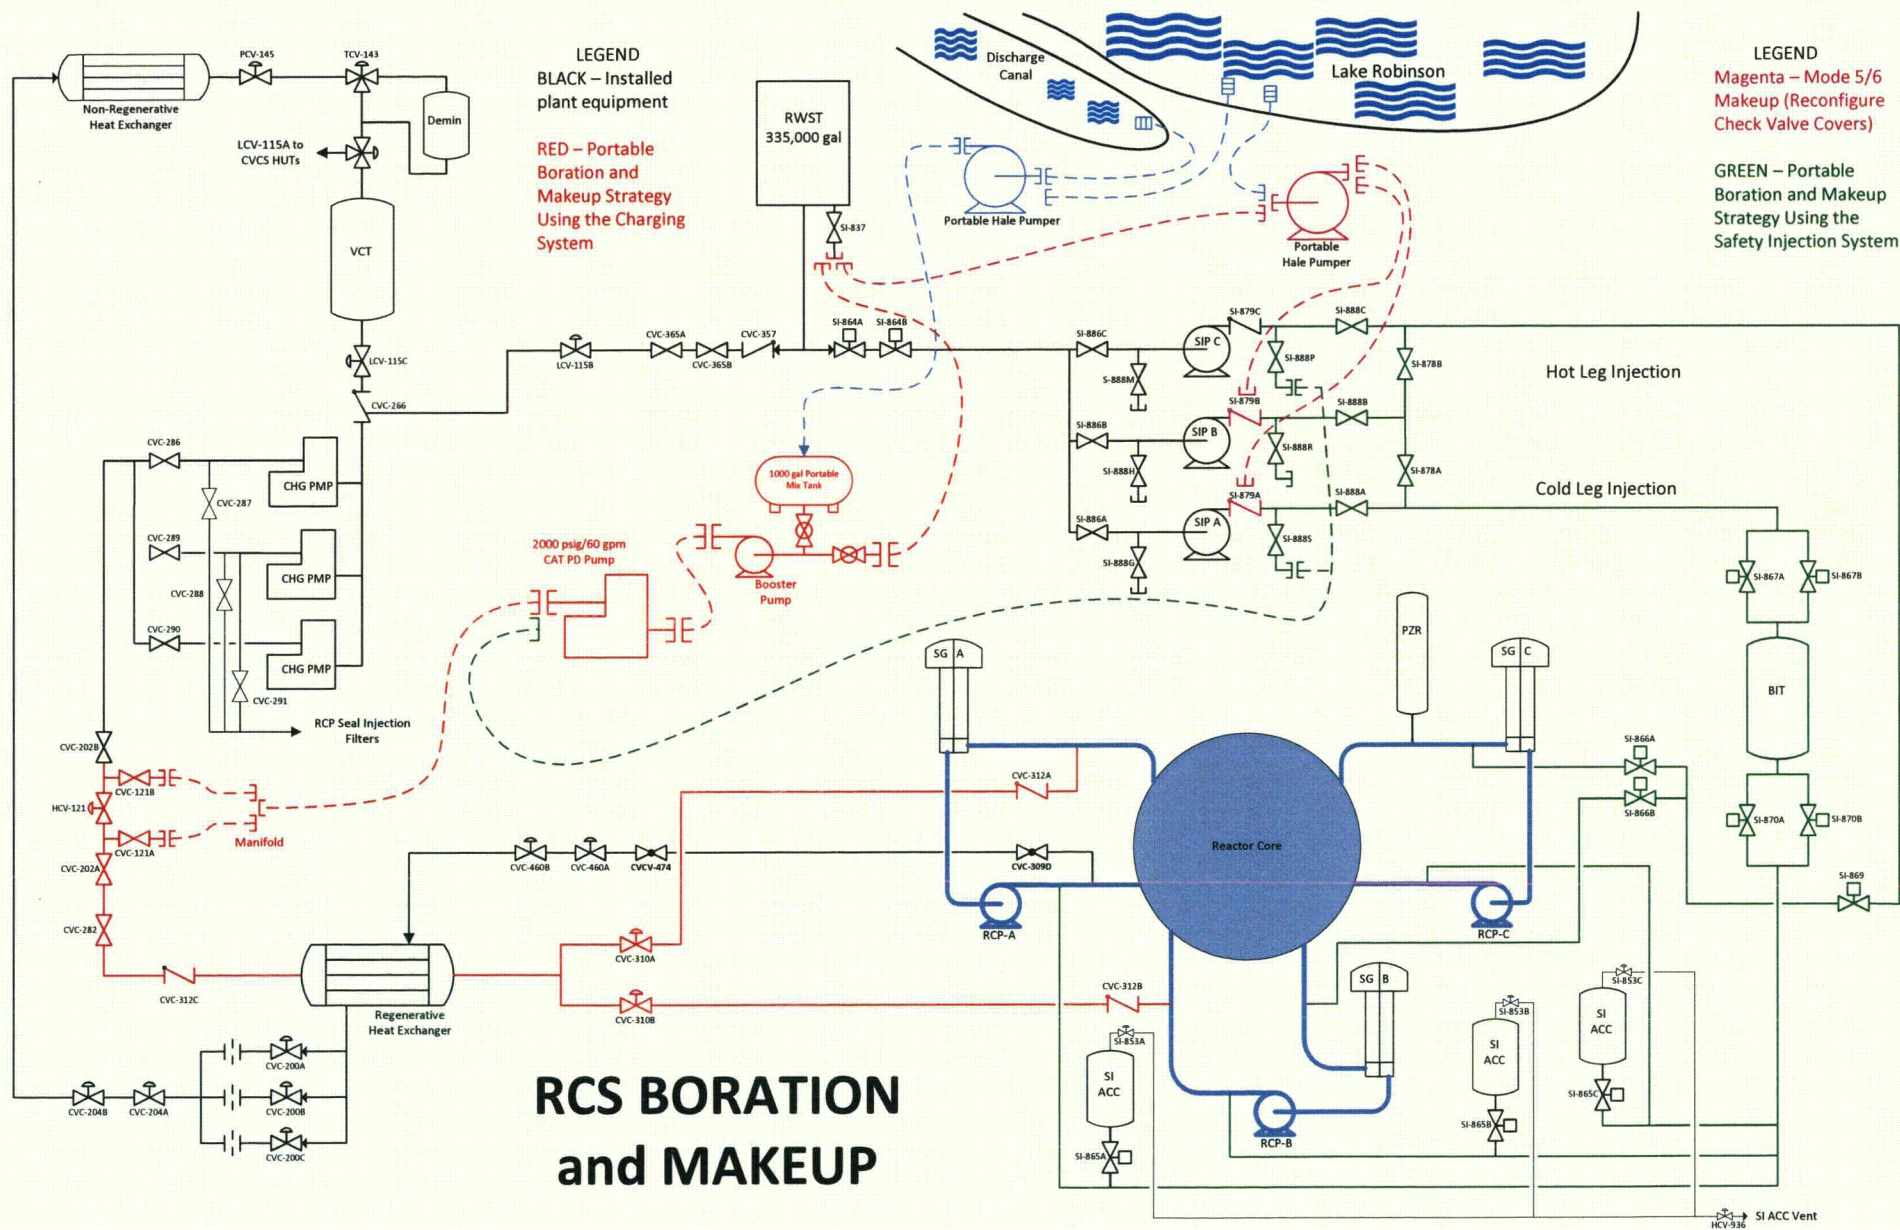 PCV-145
TCV-143
Non-Regenerative
Heat Exchanger
Demin
LCV-115A to
CVCS HUTs
VCT
LCV-115C
CVC-266
LEGEND
BLACK – Installed
plant equipment
RED – Portable
Boration and
Makeup Strategy
Using the Charging
System
RWST
335,000 gal
SI-837
Discharge
Canal
Lake Robinson
Portable Hale Pumper
Portable
Hale Pumper
LEGEND
Magenta – Mode 5/6
Makeup (Reconfigure
Check Valve Covers)
GREEN – Portable
Boration and Makeup
Strategy Using the
Safety Injection System
LCV-115B
CVC-365A
CVC-365B
CVC-357
SI-864A
SI-864B
SI-886C
S-888M
SIP C
SI-879C
SI-888C
SI-888P
SI-878B
Hot Leg Injection
SI-886B
SI-888H
SIP B
SI-879B
SI-888B
SI-888R
SI-878A
Cold Leg Injection
SI-886A
SI-888G
SIP A
SI-879A
SI-888A
SI-888S
CVC-286
CHG PMP
CVC-287
CVC-289
CHG PMP
CVC-288
CVC-290
CHG PMP
CVC-291
RCP Seal Injection
Filters
1000 gal Portable
Mix Tank
2000 psig/60 gpm
CAT PD Pump
Booster
Pump
SI-867A
SI-867B
BIT
SI-870A
SI-870B
SI-869
SI-866A
SI-866B
CVC-202B
CVC-121B
HCV-121
CVC-121A
CVC-202A
CVC-282
Manifold
CVC-312C
Regenerative
Heat Exchanger
CVC-460B
CVC-460A
CVCV-474
CVC-309D
CVC-312A
CVC-310A
CVC-310B
CVC-312B
SG A
PZR
SG C
Reactor Core
RCP-A
RCP-C
SG B
RCP-B
CVC-200A
CVC-200B
CVC-200C
CVC-204B
CVC-204A
RCS BORATION
and MAKEUP
SI-853A
SI
ACC
SI-865A
SI-853B
SI
ACC
SI-865B
SI-853C
SI
ACC
SI-865C
HCV-936
SI ACC Vent